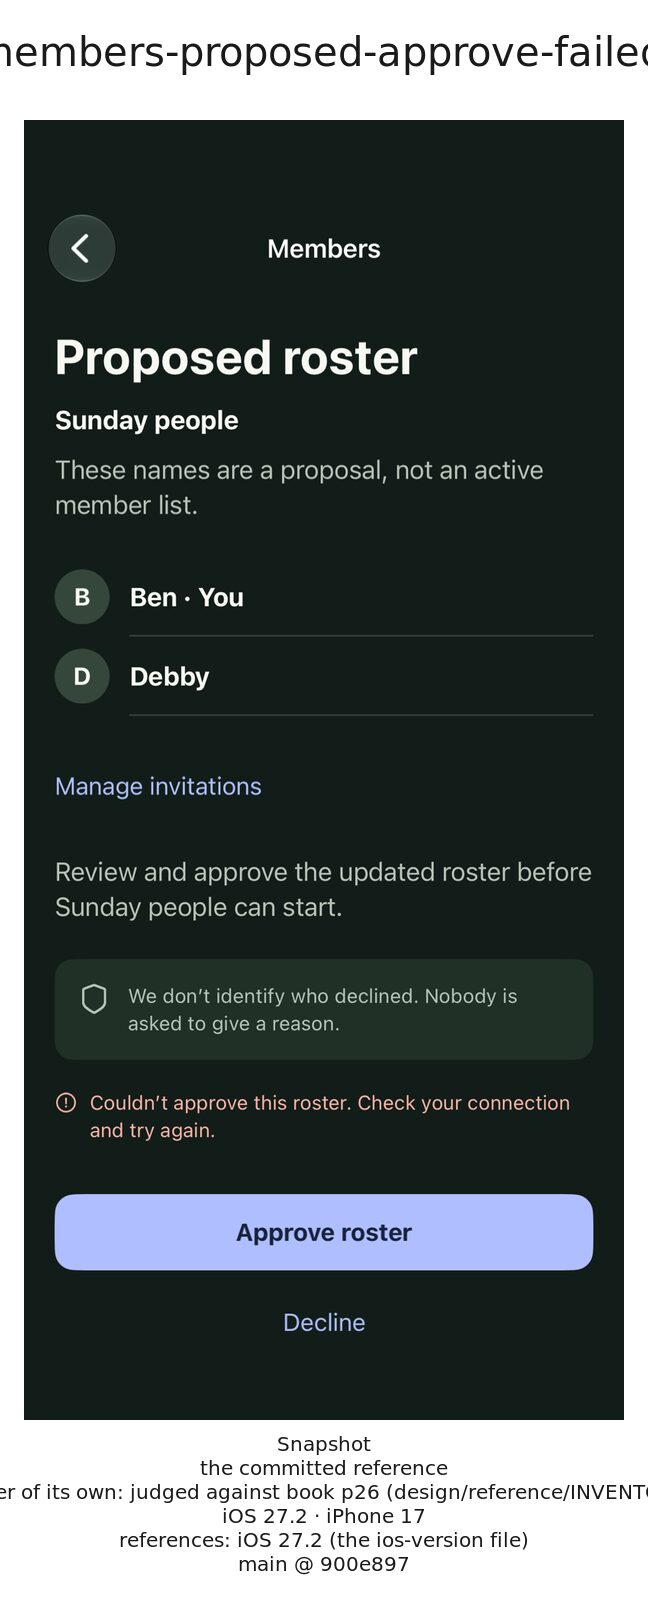 members-proposed-approve-failed
Members
Proposed roster
Sunday people
These names are a proposal, not an active
member list.
B
Ben · You
D
Debby
Manage invitations
Review and approve the updated roster before
Sunday people can start.
We don’t identify who declined. Nobody is
asked to give a reason.
Couldn’t approve this roster. Check your connection
and try again.
Approve roster
Decline
Snapshot
the committed reference
er of its own: judged against book p26 (design/reference/INVENTO
iOS 27.2 · iPhone 17
references: iOS 27.2 (the ios-version file)
main @ 900e897